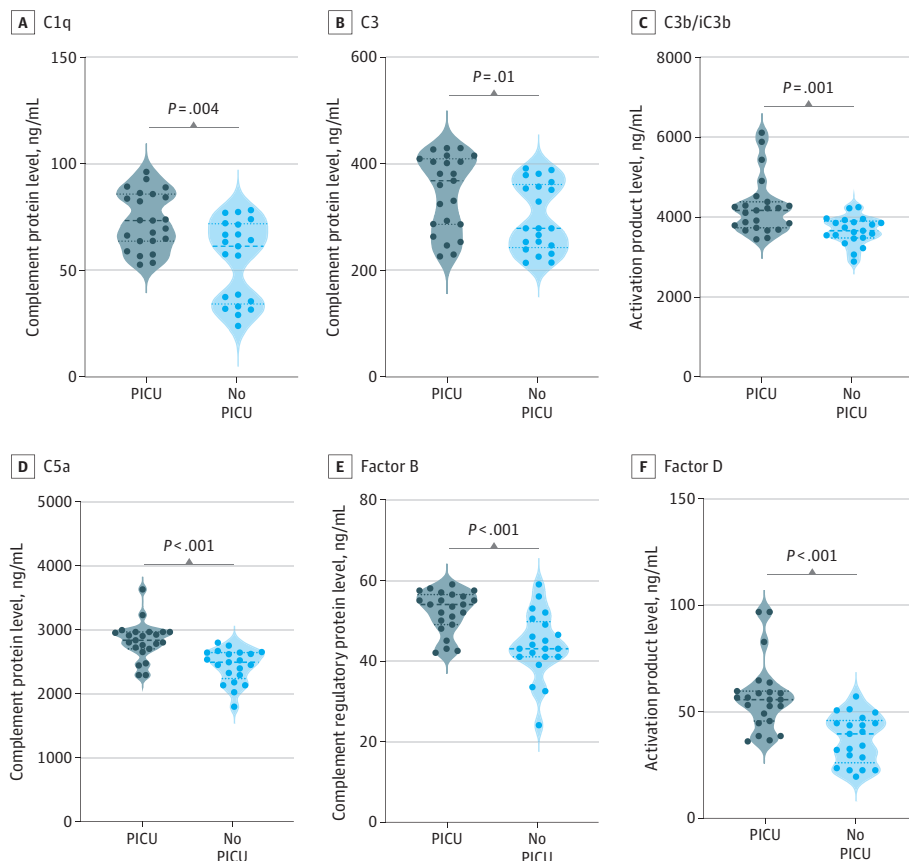 A C1q
Complement protein level, ng/mL
150
100
50
0
P = .004
PICU
No
PICU
B C3
Complement protein level, ng/mL
600
400
200
0
P = .01
PICU
No
PICU
C C3b/iC3b
Activation product level, ng/mL
8000
6000
4000
2000
0
P = .001
PICU
No
PICU
D C5a
Complement protein level, ng/mL
5000
4000
3000
2000
1000
0
P < .001
PICU
No
PICU
E Factor B
Complement regulatory protein level, ng/mL
80
60
40
20
0
P < .001
PICU
No
PICU
F Factor D
Activation product level, ng/mL
150
100
50
0
P < .001
PICU
No
PICU